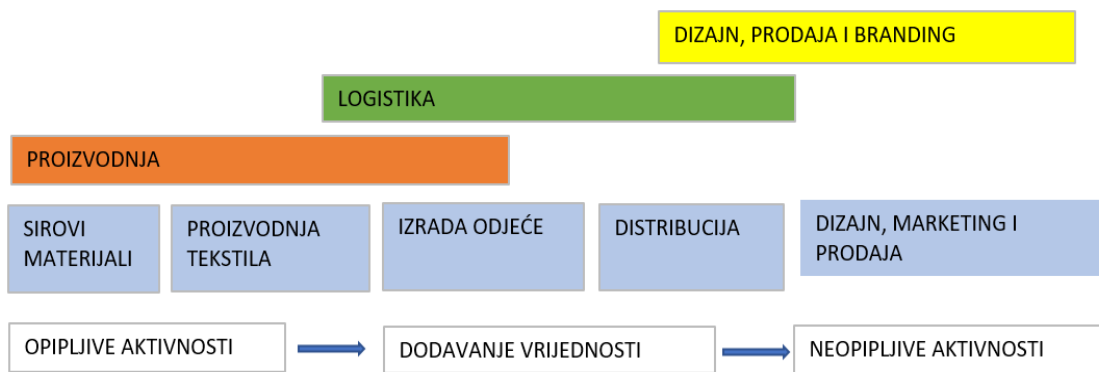 DIZAJN, PRODAJA I BRANDING
LOGISTIKA
PROIZVODNJA
SIROVI
MATERIJALI
PROIZVODNJA
TEKSTILA
IZRADA ODJEĆE
DISTRIBUCIJA
DIZAJN, MARKETING I
PRODAJA
OPIPLJIVE AKTIVNOSTI
DODAVANJE VRIJEDNOSTI
NEOPIPLJIVE AKTIVNOSTI